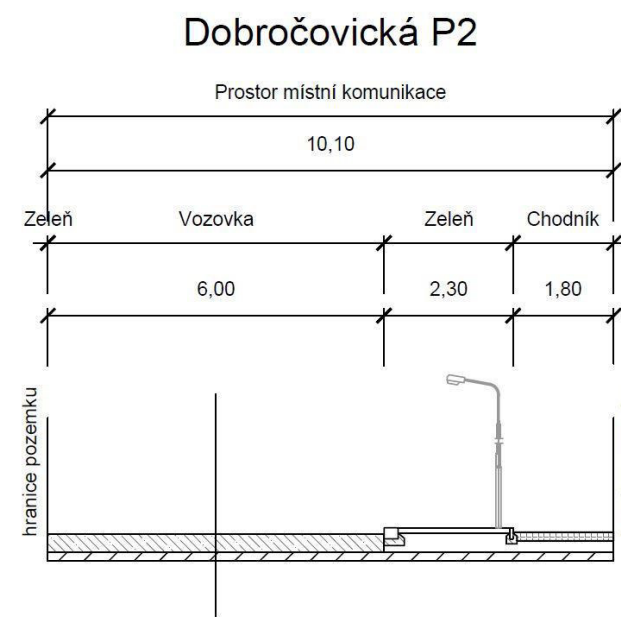 Dobročovická P2
Prostor místní komunikace
10,10
Zeleň Vozovka Zeleň Chodník
6,00 2,30 1,80
hranice pozemku